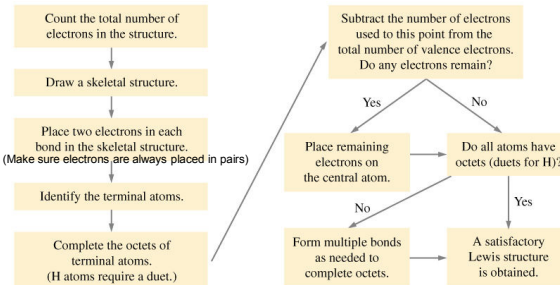 Count the total number of
electrons in the structure.
Draw a skeletal structure.
Place two electrons in each
bond in the skeletal structure.
(Make sure electrons are always placed in pairs)
Identify the terminal atoms.
Complete the octets of
terminal atoms.
(H atoms require a duet.)
Subtract the number of electrons
used to this point from the
total number of valence electrons.
Do any electrons remain?
Yes
No
Place remaining
electrons on
the central atom.
Do all atoms have
octets (duets for H)?
No
Yes
Form multiple bonds
as needed to
complete octets.
A satisfactory
Lewis structure
is obtained.